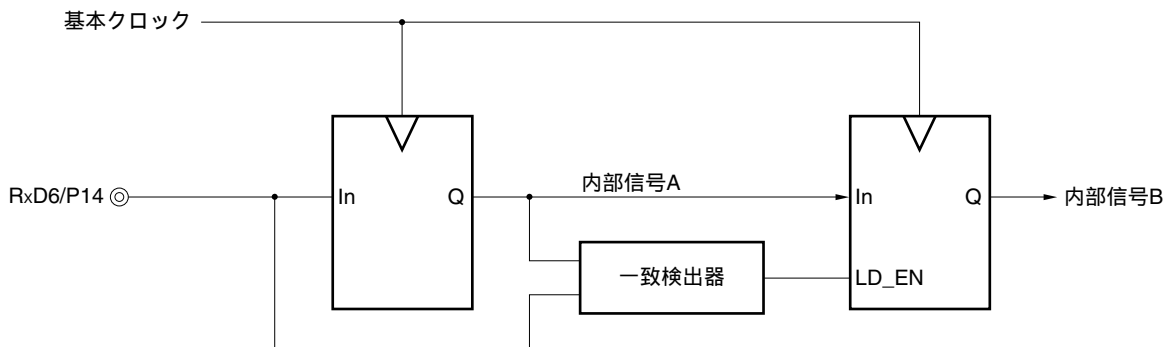 基本クロック
RxD6/P14
In
Q
内部信号A
In
Q
内部信号B
一致検出器
LD_EN